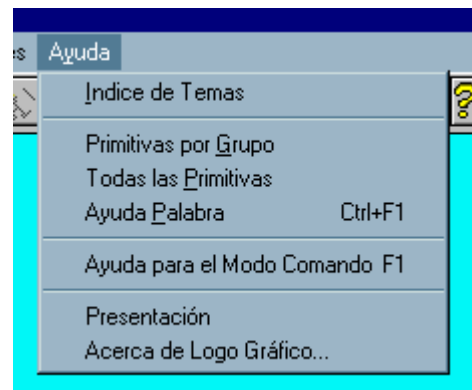 es Ayuda
Indice de Temas
Primitivas por Grupo
Todas las Primitivas
Ayuda Palabra Ctrl+F1
Ayuda para el Modo Comando F1
Presentación
Acerca de Logo Gráfico...